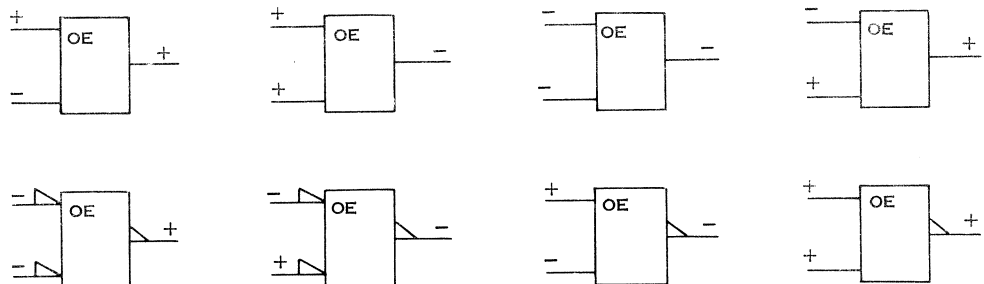 + + - -
OE OE OE OE
+ - - +
- + - +
- - + +
OE OE OE OE
+ - - +
- + - +